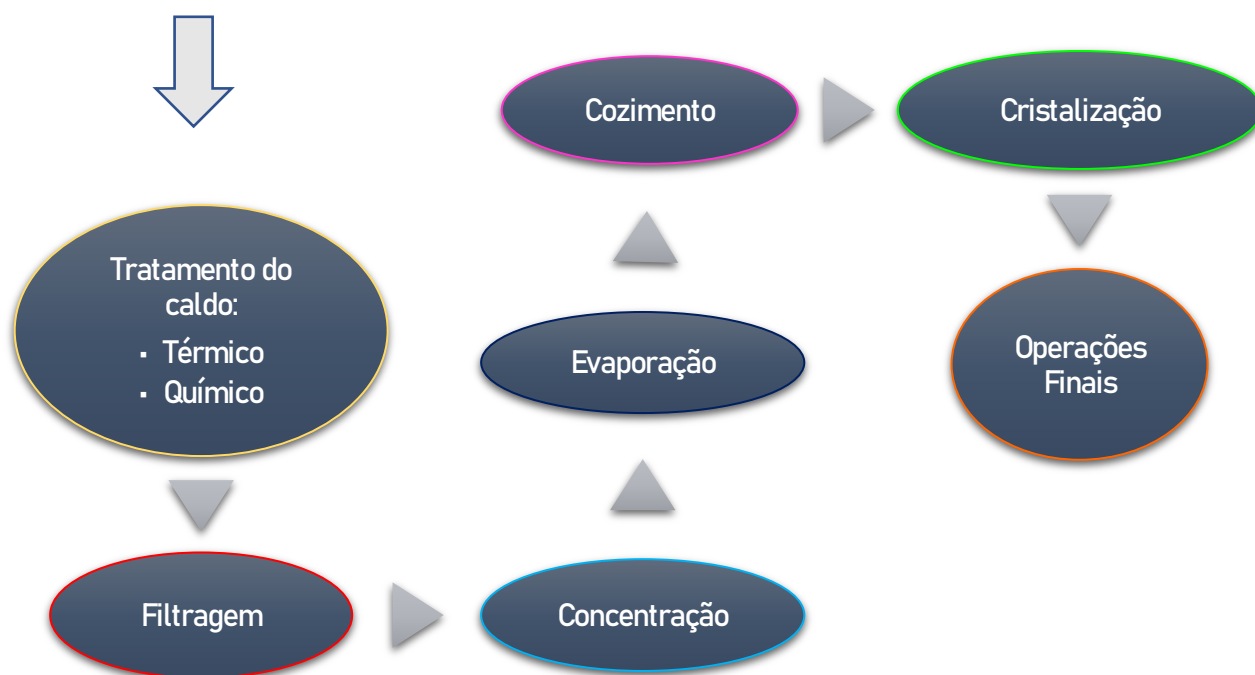 Tratamento do
caldo:
▪ Térmico
▪ Químico
Filtragem
Concentração
Evaporação
Cozimento
Cristalização
Operações
Finais